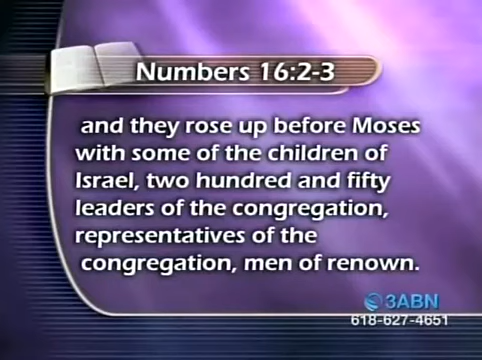 Numbers 16:2-3
and they rose up before Moses
with some of the children of
Israel, two hundred and fifty
leaders of the congregation,
representatives of the
congregation, men of renown.
3ABN
618-627-4651